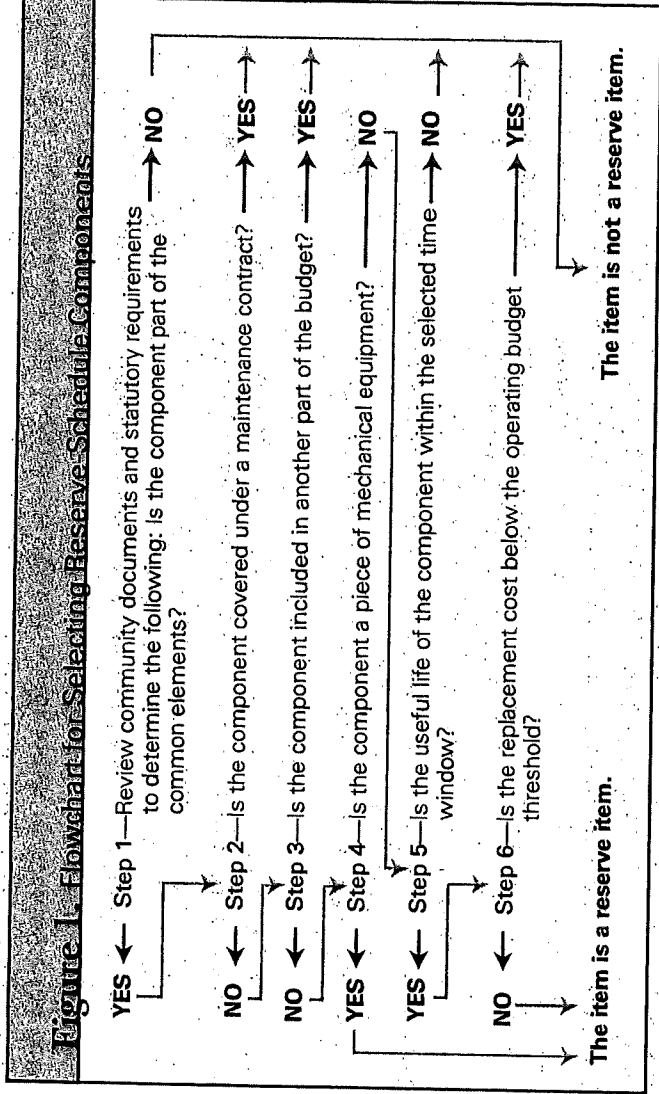 Figure 1. Flowchart for Selecting Reserve Schedule Components
YES Step 1—Review community documents and statutory requirements NO
to determine the following: Is the component part of the
common elements?
NO Step 2—Is the component covered under a maintenance contract? YES
NO Step 3—Is the component included in another part of the budget? YES
YES Step 4—Is the component a piece of mechanical equipment? NO
YES Step 5—Is the useful life of the component within the selected time NO
window?
NO Step 6—Is the replacement cost below the operating budget YES
threshold?
The item is a reserve item. The item is not a reserve item.